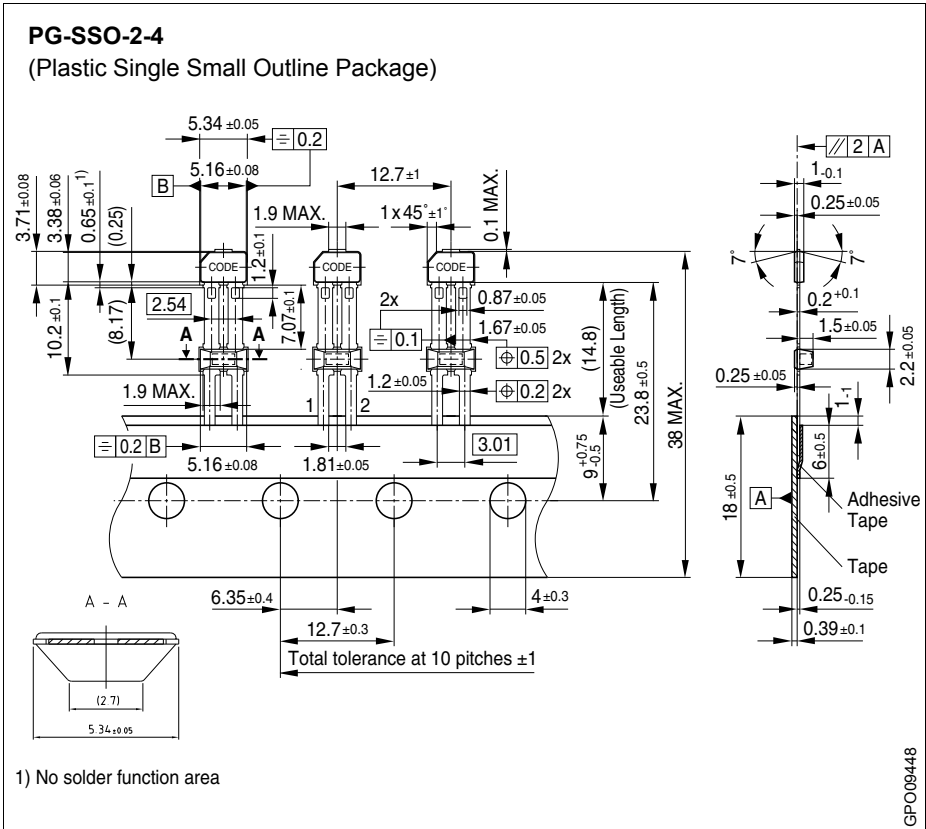 PG-SSO-2-4
(Plastic Single Small Outline Package)
5.34 ±0.05
⌯ 0.2
// 2 A
B
5.16 ±0.08
12.7 ±1
1 -0.1
3.71 ±0.08
3.38 ±0.06
0.65 ±0.1 1)
(0.25)
1.9 MAX.
1 x 45° ±1°
0.1 MAX.
0.25 ±0.05
1.2 ±0.1
CODE
CODE
CODE
7°
7°
10.2 ±0.1
(8.17)
2.54
7.07 ±0.1
2x
0.87 ±0.05
0.2 +0.1
⌯ 0.1
1.67 ±0.05
1.5 ±0.05
A
A
⌖ 0.5 2x
(14.8)
(Useable Length)
23.8 ±0.5
38 MAX.
2.2 ±0.05
1.2 ±0.05
0.25 ±0.05
1.9 MAX.
1
2
⌖ 0.2 2x
1 -1
⌯ 0.2 B
3.01
5.16 ±0.08
1.81 ±0.05
9 +0.75 -0.5
18 ±0.5
6 ±0.5
A
Adhesive
Tape
Tape
A - A
6.35 ±0.4
4 ±0.3
0.25 -0.15
12.7 ±0.3
0.39 ±0.1
Total tolerance at 10 pitches ±1
(2.7)
5.34 ±0.05
1) No solder function area
GPO09448